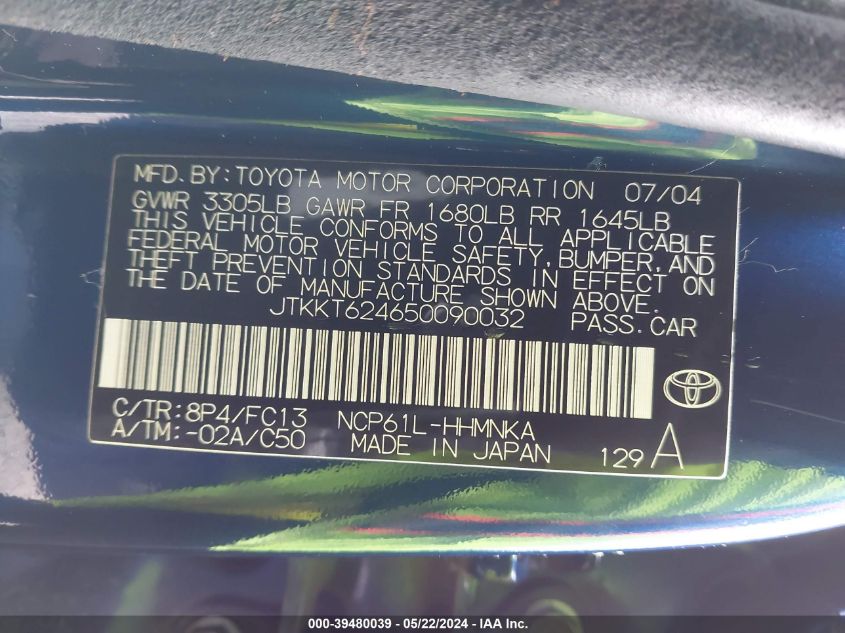 MFD. BY: TOYOTA MOTOR CORPORATION 07/04
GVWR 3305LB GAWR FR 1680LB RR 1645LB
THIS VEHICLE CONFORMS TO ALL APPLICABLE
FEDERAL MOTOR VEHICLE SAFETY, BUMPER, AND
THEFT PREVENTION STANDARDS IN EFFECT ON
THE DATE OF MANUFACTURE SHOWN ABOVE.
JTKKT624650090032 PASS. CAR
C/TR: 8P4/FC13 NCP61L-HHMNKA
A/TM: -02A/C50 MADE IN JAPAN 129 A
000-39480039 - 05/22/2024 - IAA Inc.